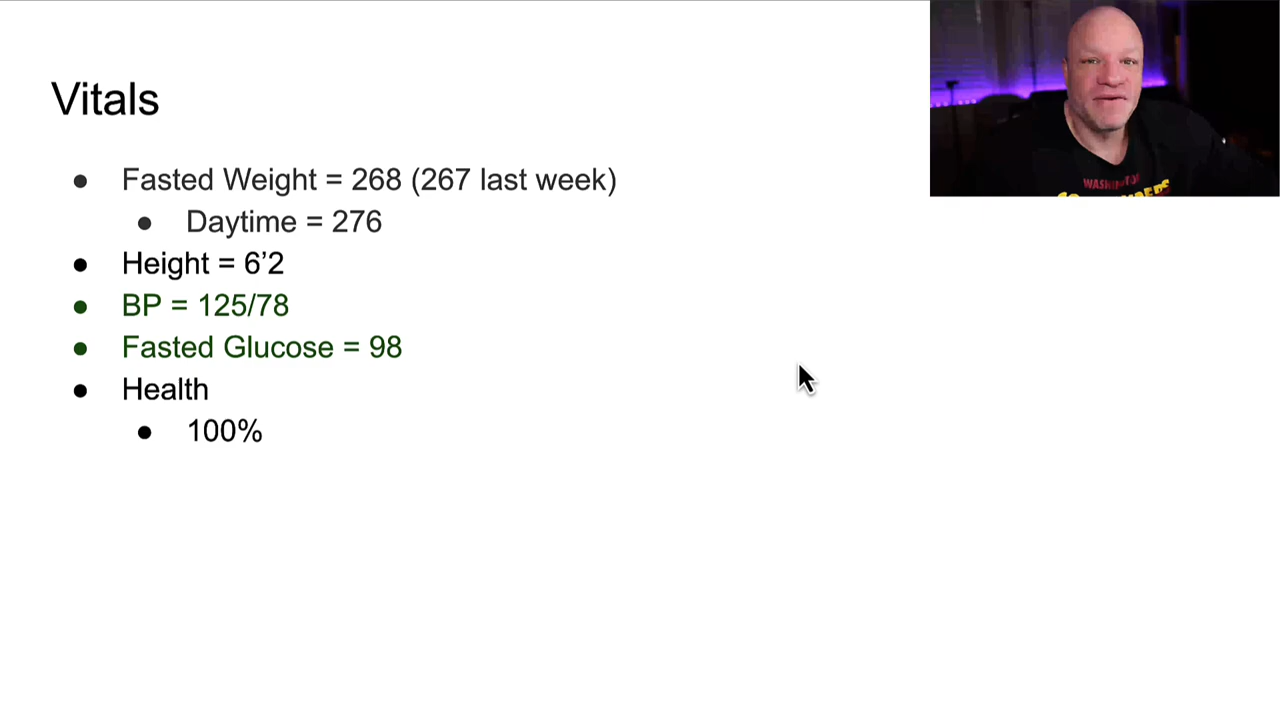 Vitals
Fasted Weight = 268 (267 last week)
Daytime = 276
Height = 6’2
BP = 125/78
Fasted Glucose = 98
Health
100%